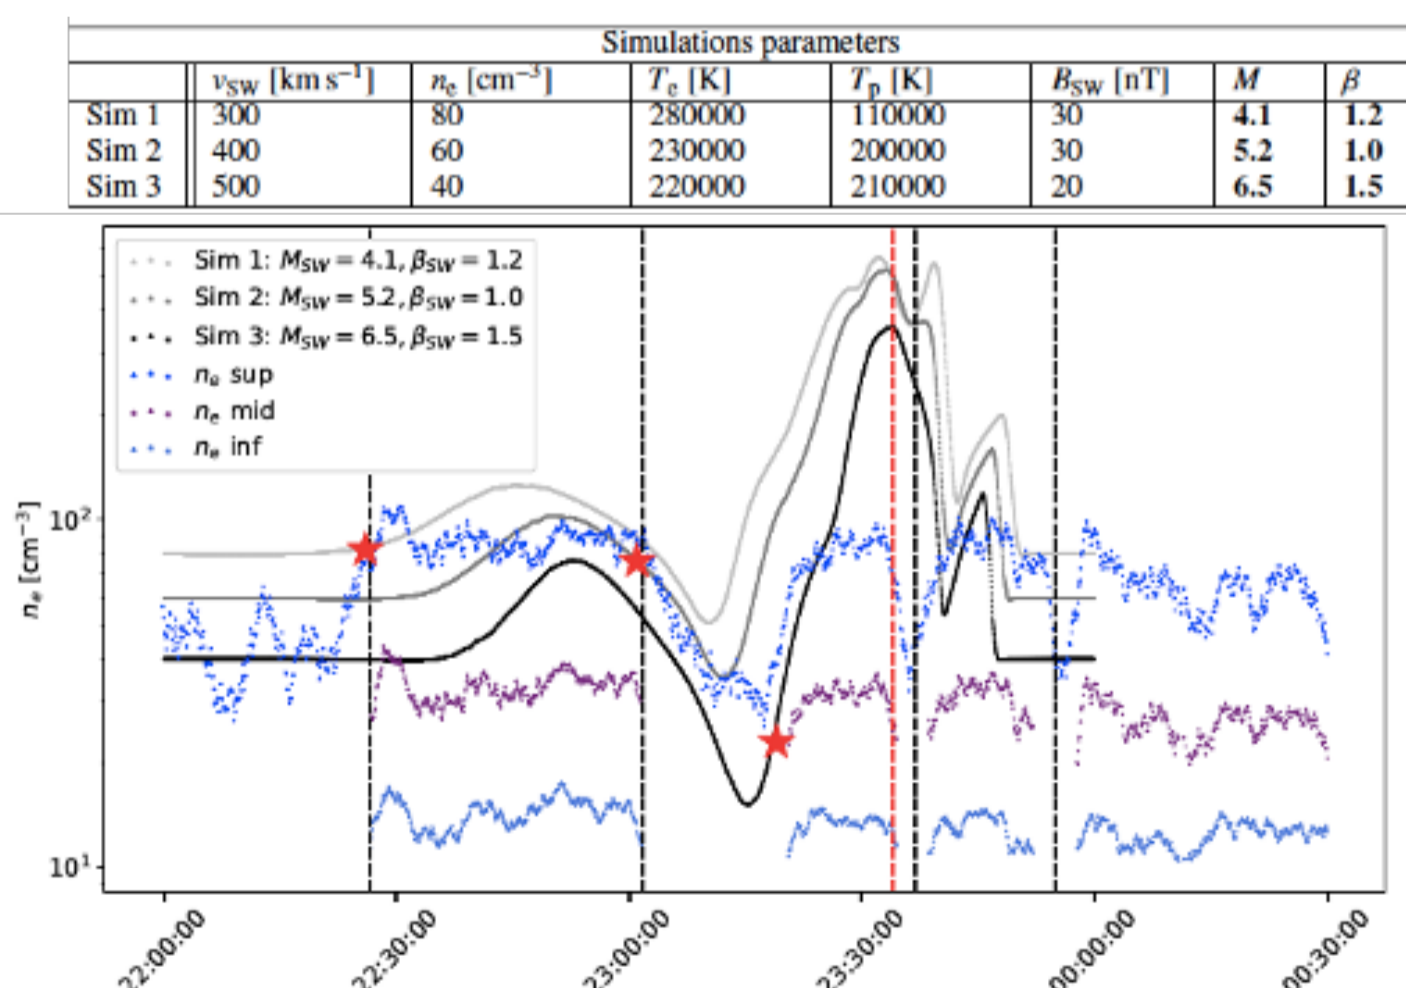 Simulations parameters
v_SW [km s⁻¹] n_e [cm⁻³] T_e [K] T_p [K] B_SW [nT] M β
Sim 1 300 80 280000 110000 30 4.1 1.2
Sim 2 400 60 230000 200000 30 5.2 1.0
Sim 3 500 40 220000 210000 20 6.5 1.5
Sim 1: M_SW = 4.1, β_SW = 1.2
Sim 2: M_SW = 5.2, β_SW = 1.0
Sim 3: M_SW = 6.5, β_SW = 1.5
n_e sup
n_e mid
n_e inf
n_e [cm⁻³]
10²
10¹
22:00:00 22:30:00 23:00:00 23:30:00 00:00:00 00:30:00